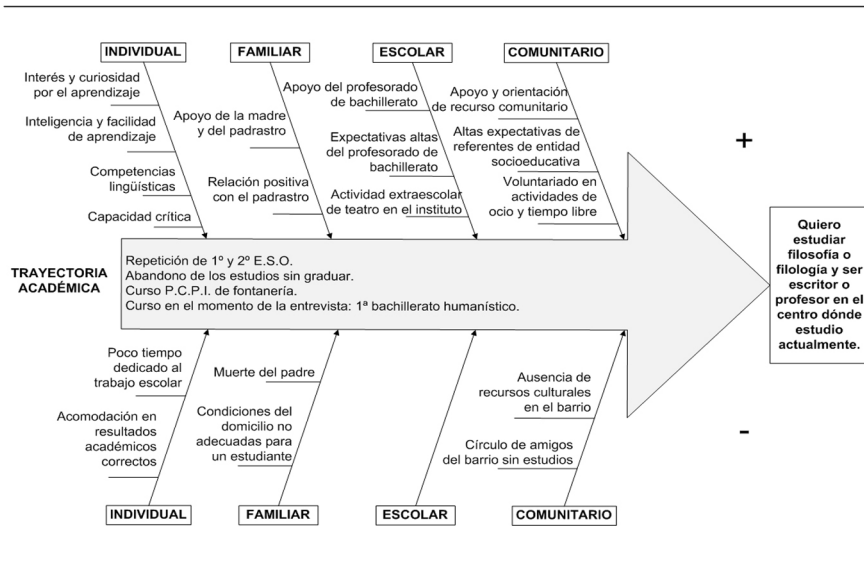 INDIVIDUAL
FAMILIAR
ESCOLAR
COMUNITARIO
Interés y curiosidad
por el aprendizaje
Inteligencia y facilidad
de aprendizaje
Competencias
lingüísticas
Capacidad crítica
Apoyo de la madre
y del padrastro
Relación positiva
con el padrastro
Apoyo del profesorado
de bachillerato
Expectativas altas
del profesorado de
bachillerato
Actividad extraescolar
de teatro en el instituto
Apoyo y orientación
de recurso comunitario
Altas expectativas de
referentes de entidad
socioeducativa
Voluntariado en
actividades de
ocio y tiempo libre
+
TRAYECTORIA
ACADÉMICA
Repetición de 1º y 2º E.S.O.
Abandono de los estudios sin graduar.
Curso P.C.P.I. de fontanería.
Curso en el momento de la entrevista: 1ª bachillerato humanístico.
Quiero
estudiar
filosofía o
filología y ser
escritor o
profesor en el
centro dónde
estudio
actualmente.
Poco tiempo
dedicado al
trabajo escolar
Acomodación en
resultados
académicos
correctos
Muerte del padre
Condiciones del
domicilio no
adecuadas para
un estudiante
Ausencia de
recursos culturales
en el barrio
Círculo de amigos
del barrio sin estudios
-
INDIVIDUAL
FAMILIAR
ESCOLAR
COMUNITARIO